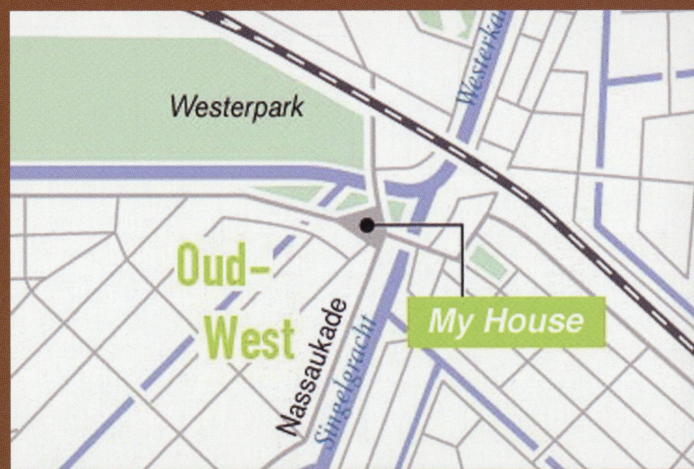 Westerpark
Oud-
West
My House
Nassaukade
Singelgracht